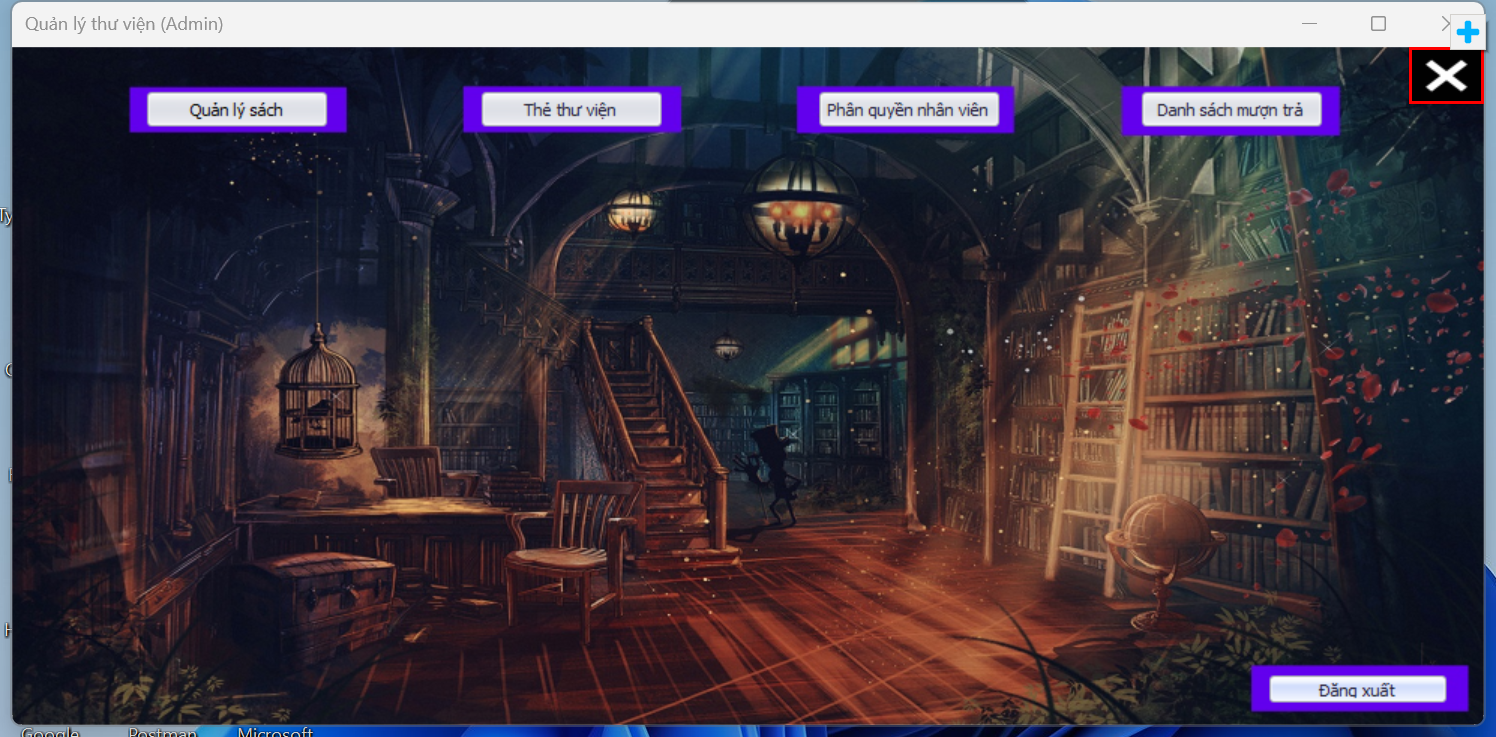 Quản lý thư viện (Admin)
Quản lý sách
Thẻ thư viện
Phân quyền nhân viên
Danh sách mượn trả
Đăng xuất
Google
Postman
Microsoft